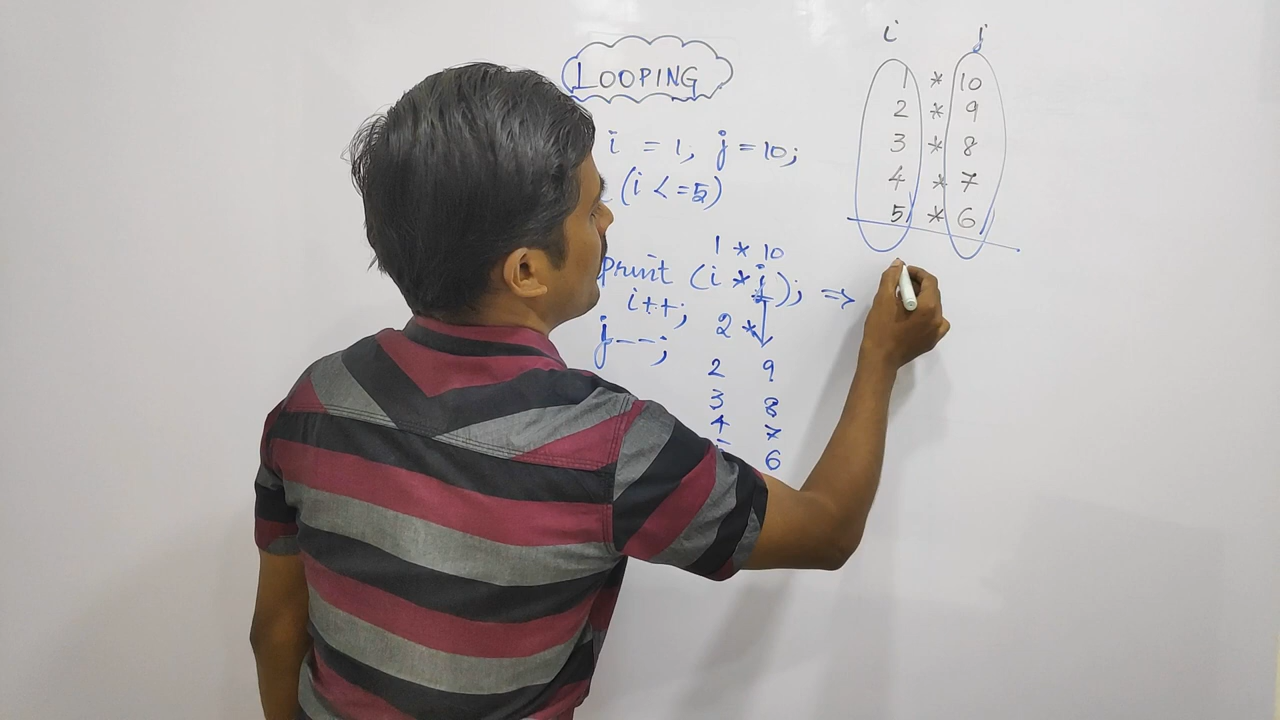 LOOPING
i = 1, j = 10;
(i <= 5)
1 * 10
print (i * j); =>
i++;
2 *
j--;
2 9
3 8
4 7
6
i j
1 * 10
2 * 9
3 * 8
4 * 7
5 * 6